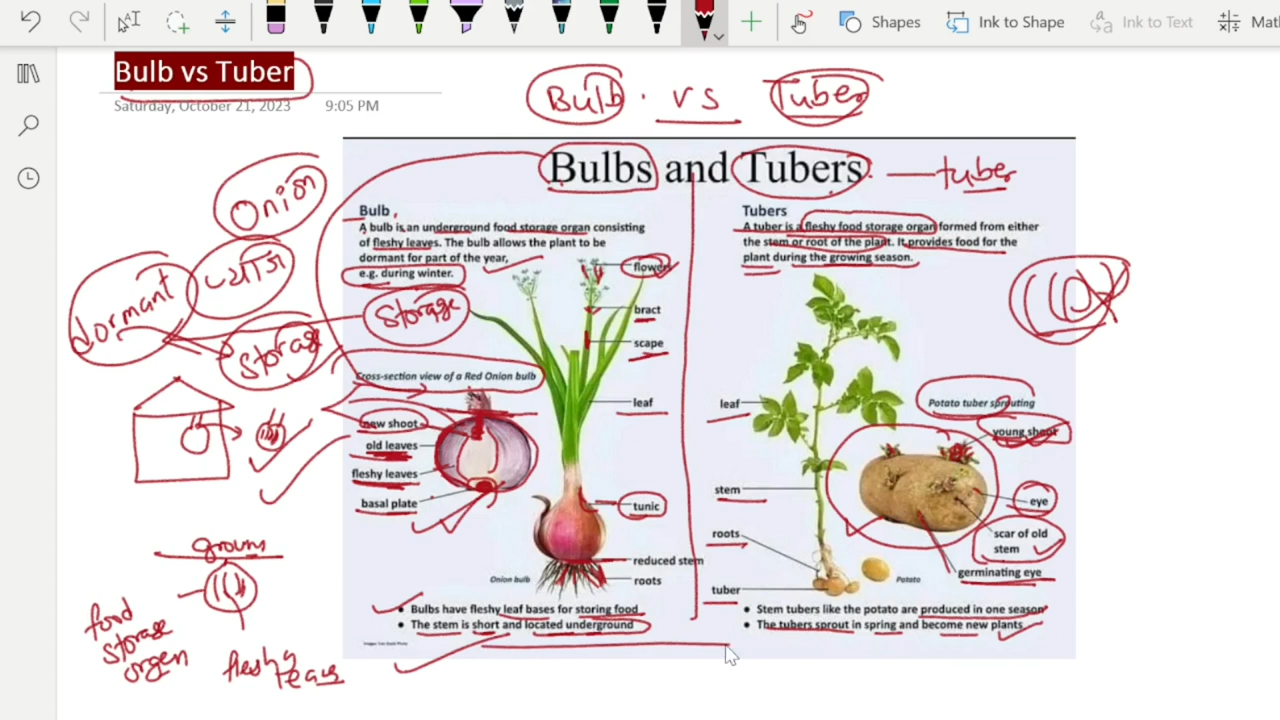 Shapes
Ink to Shape
Ink to Text
Mat
Bulb vs Tuber
Saturday, October 21, 2023 9:05 PM
Bulb vs Tuber
Bulbs and Tubers
tuber
Onion
dormant
storage
storage
Bulb
A bulb is an underground food storage organ consisting
of fleshy leaves. The bulb allows the plant to be
dormant for part of the year,
e.g. during winter.
flower
bract
scape
Cross-section view of a Red Onion bulb
leaf
new shoot
old leaves
fleshy leaves
basal plate
tunic
reduced stem
roots
Onion bulb
Bulbs have fleshy leaf bases for storing food
The stem is short and located underground
Tubers
A tuber is a fleshy food storage organ formed from either
the stem or root of the plant. It provides food for the
plant during the growing season.
leaf
Potato tuber sprouting
young shoot
stem
eye
roots
scar of old
stem
germinating eye
tuber
Potato
Stem tubers like the potato are produced in one season
The tubers sprout in spring and become new plants
food
storage
orgen
fleshy